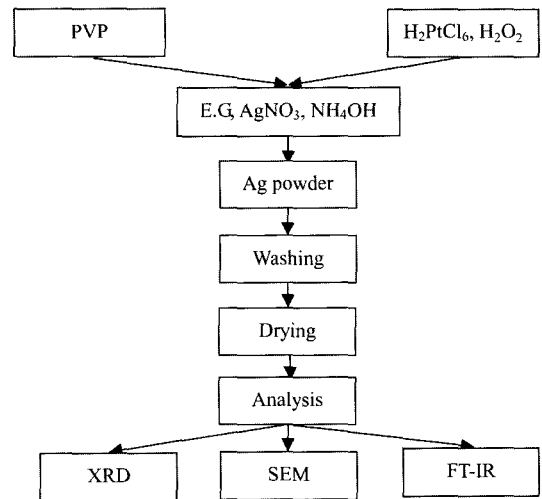 PVP
H₂PtCl₆, H₂O₂
E.G, AgNO₃, NH₄OH
Ag powder
Washing
Drying
Analysis
XRD
SEM
FT-IR